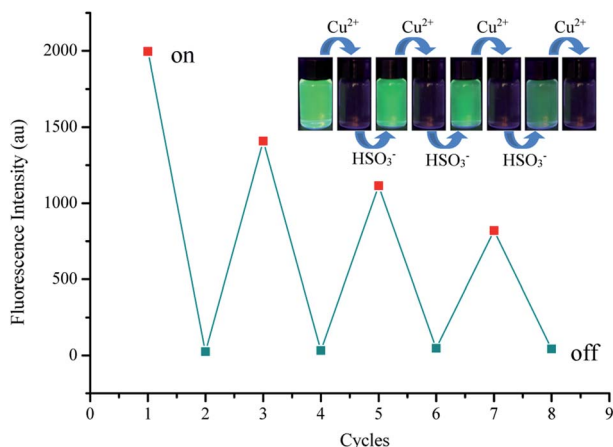 Cu²⁺ Cu²⁺ Cu²⁺ Cu²⁺
HSO₃⁻ HSO₃⁻ HSO₃⁻
on
off
Fluorescence Intensity (au)
2000
1500
1000
500
0
0 1 2 3 4 5 6 7 8 9
Cycles